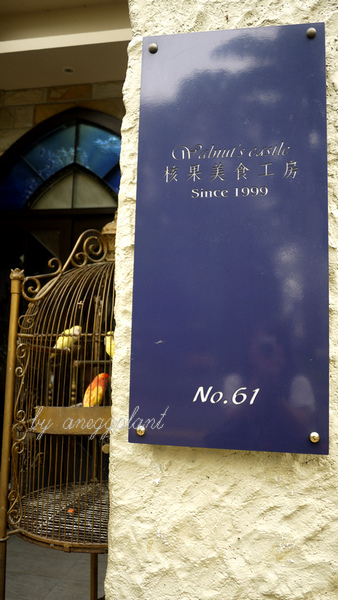 Walnut's castle
核果美食工房
Since 1999
No.61
by aneggplant